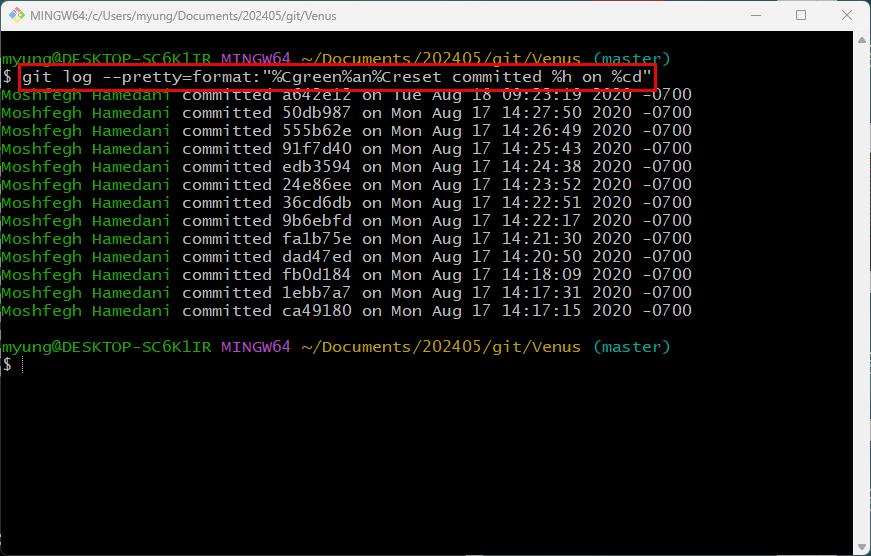 MINGW64:/c/Users/myung/Documents/202405/git/Venus
myung@DESKTOP-SC6K1IR MINGW64 ~/Documents/202405/git/Venus (master)
$ git log --pretty=format:"%Cgreen%an%Creset committed %h on %cd"
Moshfegh Hamedani committed a642e12 on Tue Aug 18 09:23:19 2020 -0700
Moshfegh Hamedani committed 50db987 on Mon Aug 17 14:27:50 2020 -0700
Moshfegh Hamedani committed 555b62e on Mon Aug 17 14:26:49 2020 -0700
Moshfegh Hamedani committed 91f7d40 on Mon Aug 17 14:25:43 2020 -0700
Moshfegh Hamedani committed edb3594 on Mon Aug 17 14:24:38 2020 -0700
Moshfegh Hamedani committed 24e86ee on Mon Aug 17 14:23:52 2020 -0700
Moshfegh Hamedani committed 36cd6db on Mon Aug 17 14:22:51 2020 -0700
Moshfegh Hamedani committed 9b6ebfd on Mon Aug 17 14:22:17 2020 -0700
Moshfegh Hamedani committed fa1b75e on Mon Aug 17 14:21:30 2020 -0700
Moshfegh Hamedani committed dad47ed on Mon Aug 17 14:20:50 2020 -0700
Moshfegh Hamedani committed fb0d184 on Mon Aug 17 14:18:09 2020 -0700
Moshfegh Hamedani committed 1ebb7a7 on Mon Aug 17 14:17:31 2020 -0700
Moshfegh Hamedani committed ca49180 on Mon Aug 17 14:17:15 2020 -0700
myung@DESKTOP-SC6K1IR MINGW64 ~/Documents/202405/git/Venus (master)
$